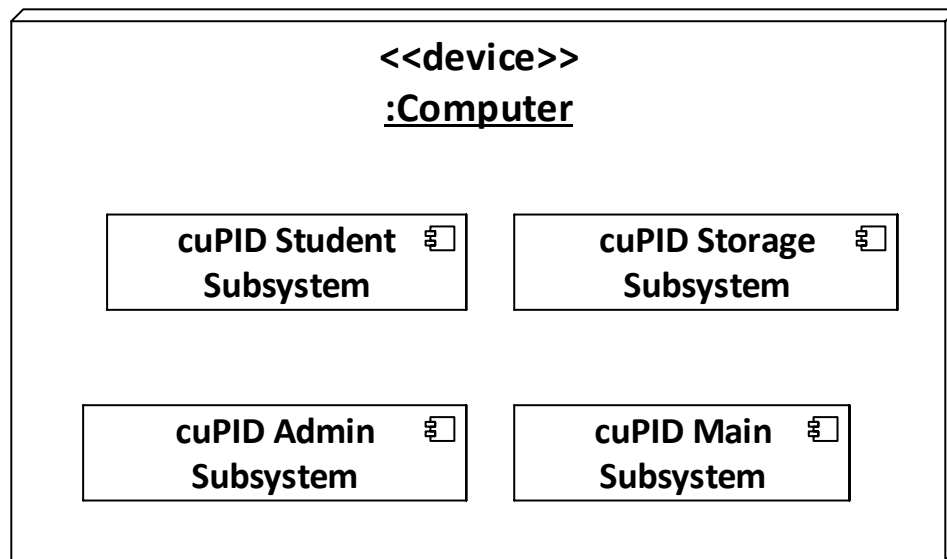 <<device>>
:Computer
cuPID Student
Subsystem
cuPID Storage
Subsystem
cuPID Admin
Subsystem
cuPID Main
Subsystem